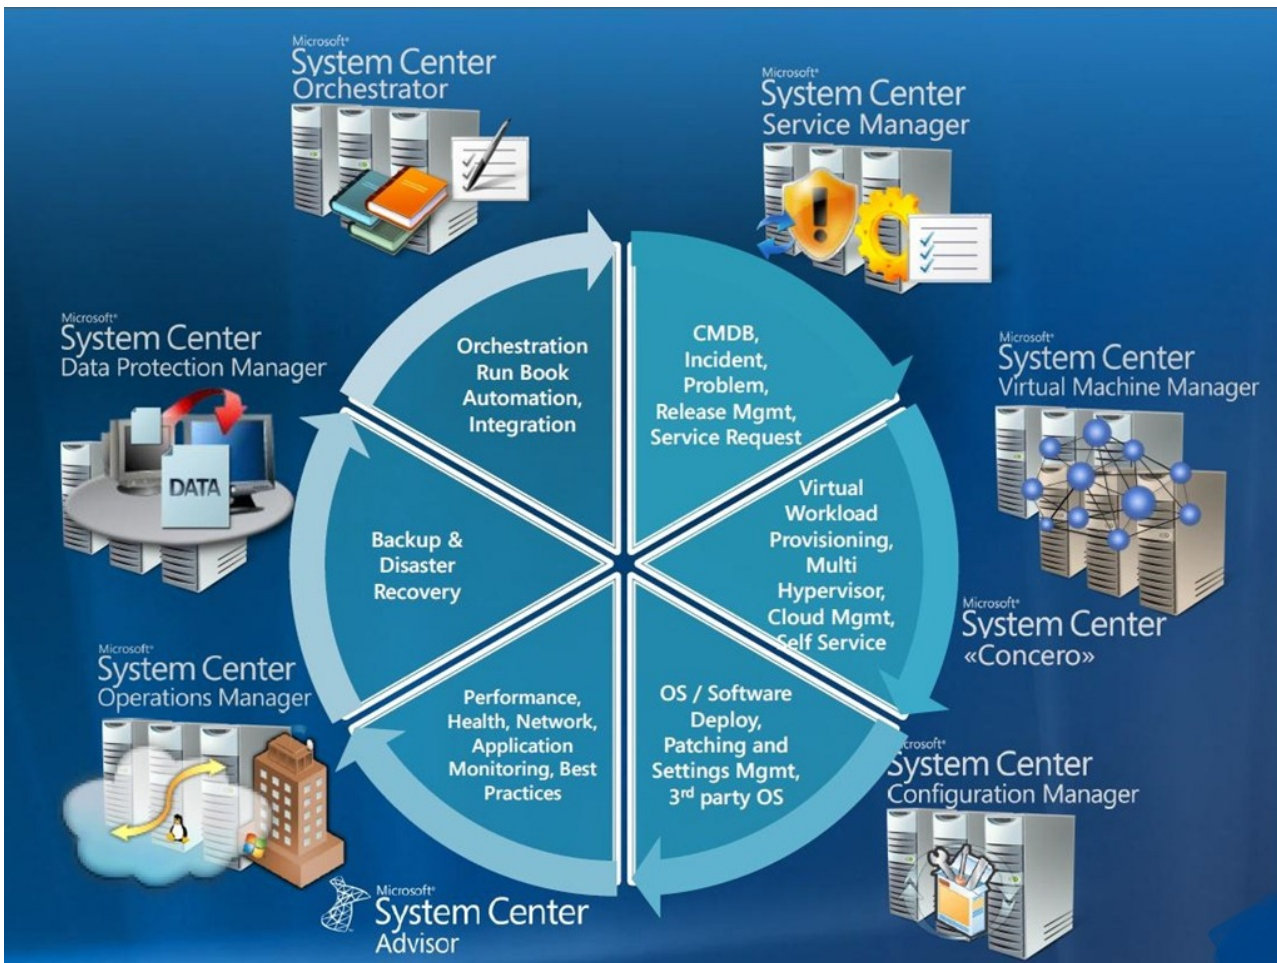 Microsoft®
System Center
Orchestrator
Microsoft®
System Center
Service Manager
Microsoft®
System Center
Data Protection Manager
DATA
Microsoft®
System Center
Virtual Machine Manager
Orchestration
Run Book
Automation,
Integration
CMDB,
Incident,
Problem,
Release Mgmt,
Service Request
Virtual
Workload
Provisioning,
Multi
Hypervisor,
Cloud Mgmt,
Self Service
Backup &
Disaster
Recovery
Microsoft®
System Center
«Concero»
Microsoft®
System Center
Operations Manager
Performance,
Health, Network,
Application
Monitoring, Best
Practices
OS / Software
Deploy,
Patching and
Settings Mgmt,
3rd party OS
Microsoft®
System Center
Configuration Manager
Microsoft®
System Center
Advisor